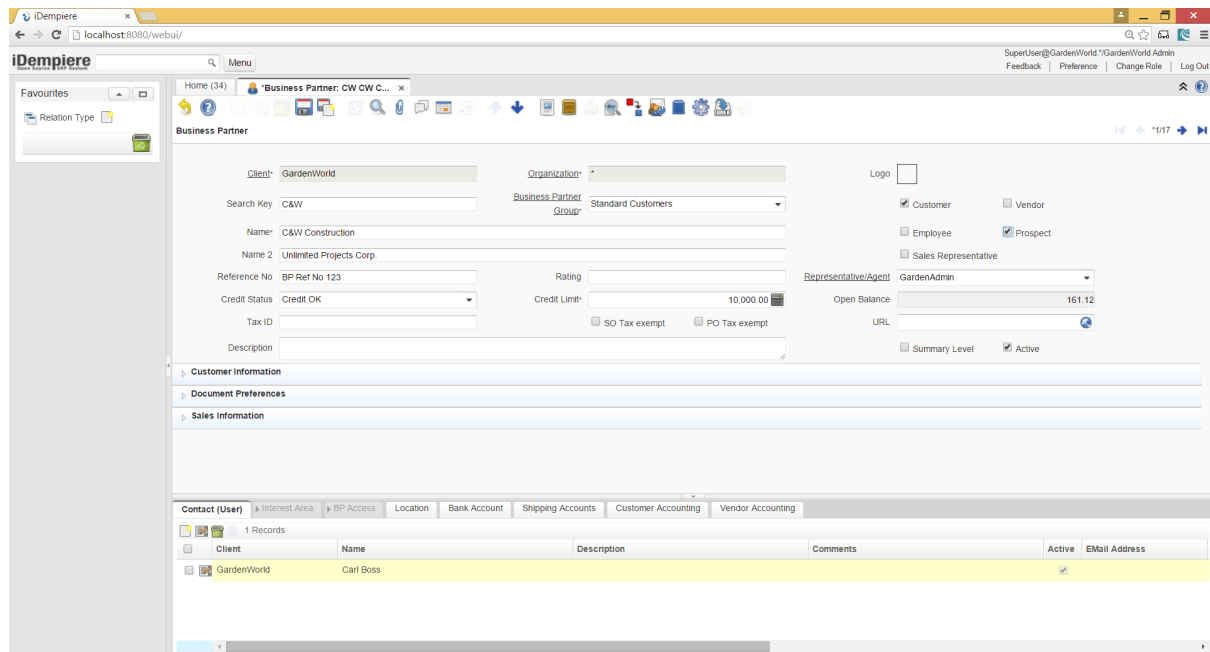 iDempiere
localhost:8080/webui/
iDempiere
Open Source ERP System
Menu
SuperUser@GardenWorld.*/GardenWorld Admin
Feedback | Preference | Change Role | Log Out
Favourites
Relation Type
Home (34) *Business Partner: CW CW C...
Business Partner
*1/17
Client* GardenWorld Organization* * Logo
Search Key C&W Business Partner Group* Standard Customers Customer Vendor
Name* C&W Construction Employee Prospect
Name 2 Unlimited Projects Corp. Sales Representative
Reference No BP Ref No 123 Rating Representative/Agent GardenAdmin
Credit Status Credit OK Credit Limit* 10,000.00 Open Balance 161.12
Tax ID SO Tax exempt PO Tax exempt URL
Description Summary Level Active
Customer Information
Document Preferences
Sales Information
Contact (User) Interest Area BP Access Location Bank Account Shipping Accounts Customer Accounting Vendor Accounting
1 Records
Client Name Description Comments Active EMail Address
GardenWorld Carl Boss